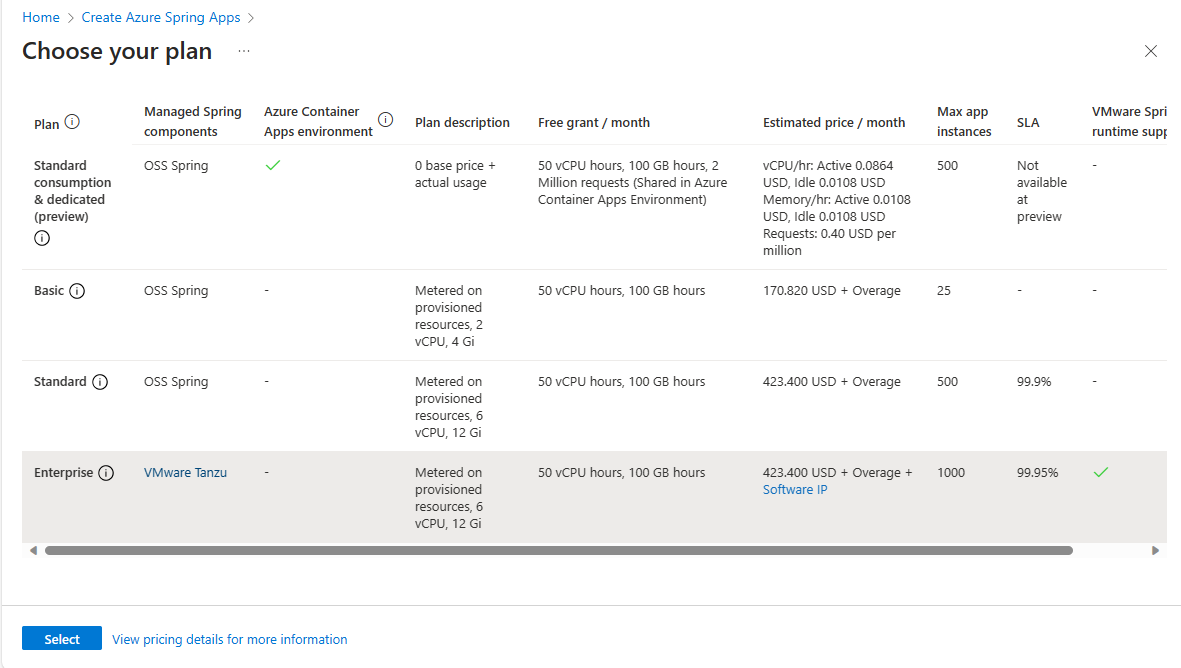 Home > Create Azure Spring Apps >
Choose your plan ...
Plan
Managed Spring components
Azure Container Apps environment
Plan description
Free grant / month
Estimated price / month
Max app instances
SLA
VMware Spri
runtime supp
Standard consumption & dedicated (preview)
OSS Spring
0 base price + actual usage
50 vCPU hours, 100 GB hours, 2 Million requests (Shared in Azure Container Apps Environment)
vCPU/hr: Active 0.0864 USD, Idle 0.0108 USD
Memory/hr: Active 0.0108 USD, Idle 0.0108 USD
Requests: 0.40 USD per million
500
Not available at preview
-
Basic
OSS Spring
-
Metered on provisioned resources, 2 vCPU, 4 Gi
50 vCPU hours, 100 GB hours
170.820 USD + Overage
25
-
-
Standard
OSS Spring
-
Metered on provisioned resources, 6 vCPU, 12 Gi
50 vCPU hours, 100 GB hours
423.400 USD + Overage
500
99.9%
-
Enterprise
VMware Tanzu
-
Metered on provisioned resources, 6 vCPU, 12 Gi
50 vCPU hours, 100 GB hours
423.400 USD + Overage + Software IP
1000
99.95%
Select
View pricing details for more information